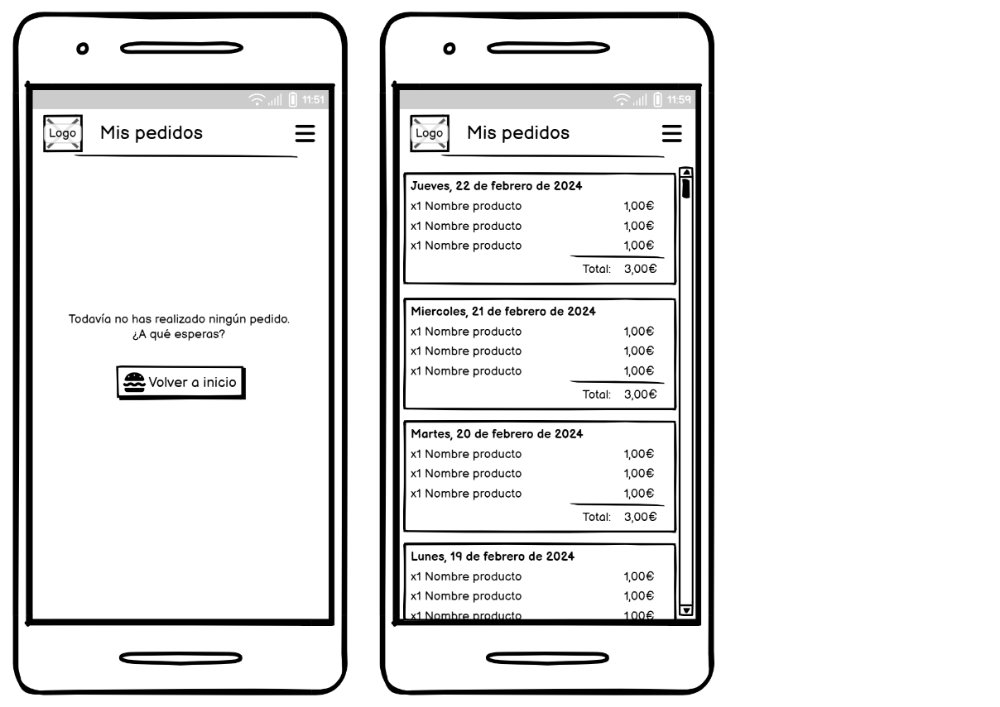 11:51
Logo
Mis pedidos
Todavía no has realizado ningún pedido.
¿A qué esperas?
Volver a inicio
11:59
Logo
Mis pedidos
Jueves, 22 de febrero de 2024
x1 Nombre producto 1,00€
x1 Nombre producto 1,00€
x1 Nombre producto 1,00€
Total: 3,00€
Miercoles, 21 de febrero de 2024
x1 Nombre producto 1,00€
x1 Nombre producto 1,00€
x1 Nombre producto 1,00€
Total: 3,00€
Martes, 20 de febrero de 2024
x1 Nombre producto 1,00€
x1 Nombre producto 1,00€
x1 Nombre producto 1,00€
Total: 3,00€
Lunes, 19 de febrero de 2024
x1 Nombre producto 1,00€
x1 Nombre producto 1,00€
x1 Nombre producto 1,00€